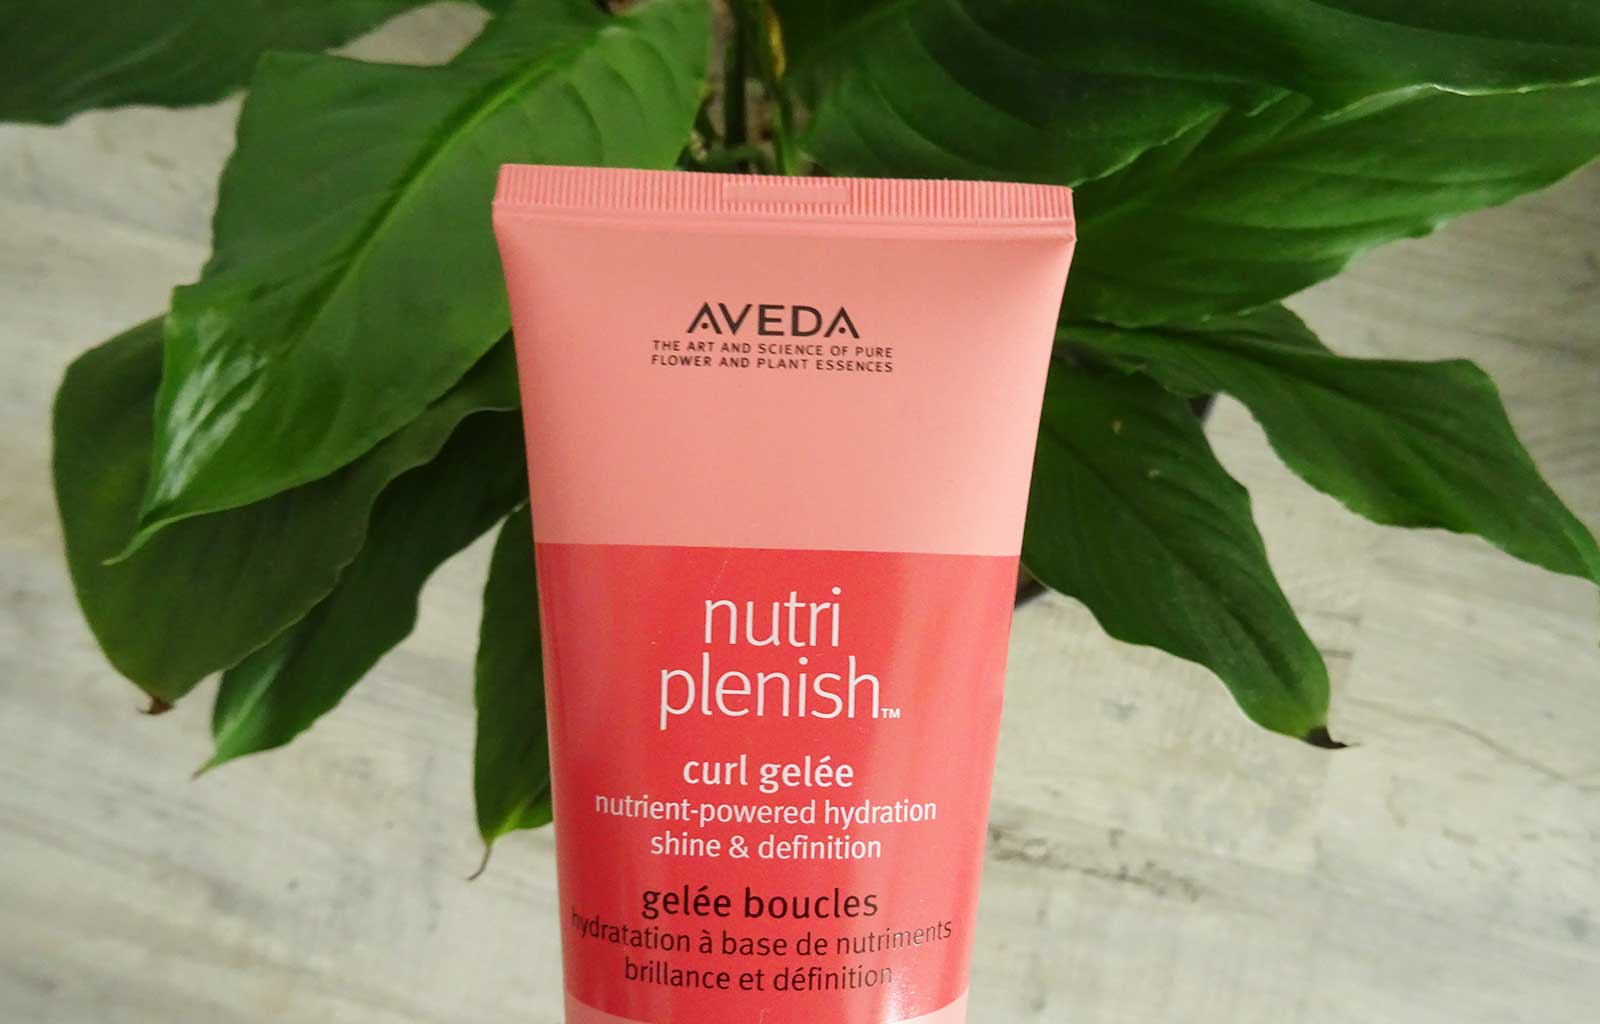 AVEDA
THE ART AND SCIENCE OF PURE
FLOWER AND PLANT ESSENCES
nutri
plenish™
curl gelée
nutrient-powered hydration
shine & definition
gelée boucles
hydratation à base de nutriments
brillance et définition